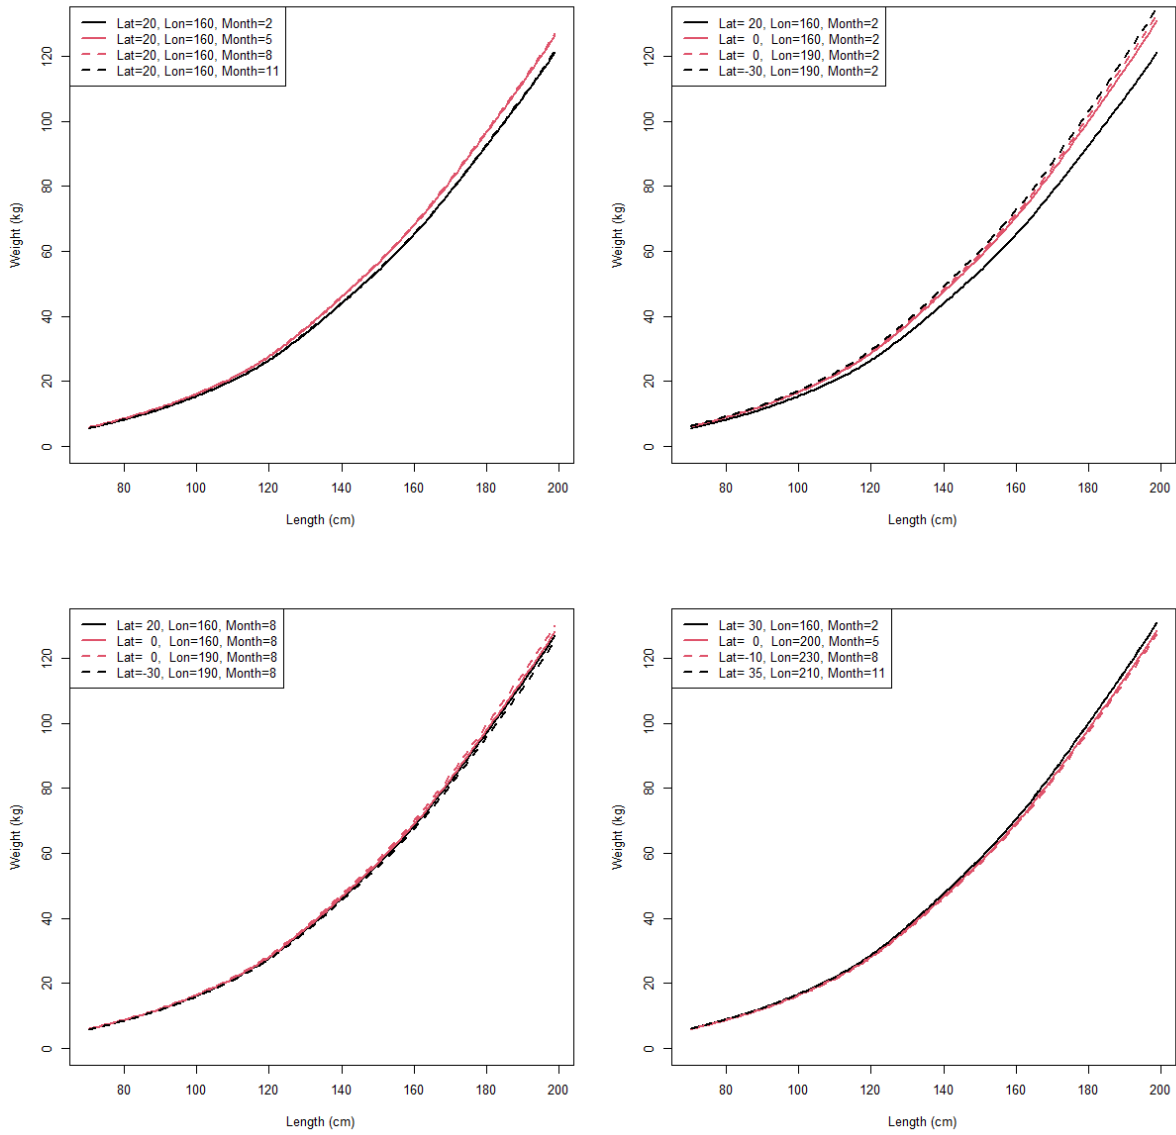 Lat=20, Lon=160, Month=2
Lat=20, Lon=160, Month=5
Lat=20, Lon=160, Month=8
Lat=20, Lon=160, Month=11
120
100
80
60
40
20
0
Weight (kg)
80 100 120 140 160 180 200
Length (cm)
Lat= 20, Lon=160, Month=2
Lat= 0, Lon=160, Month=2
Lat= 0, Lon=190, Month=2
Lat=-30, Lon=190, Month=2
120
100
80
60
40
20
0
Weight (kg)
80 100 120 140 160 180 200
Length (cm)
Lat= 20, Lon=160, Month=8
Lat= 0, Lon=160, Month=8
Lat= 0, Lon=190, Month=8
Lat=-30, Lon=190, Month=8
120
100
80
60
40
20
0
Weight (kg)
80 100 120 140 160 180 200
Length (cm)
Lat= 30, Lon=160, Month=2
Lat= 0, Lon=200, Month=5
Lat=-10, Lon=230, Month=8
Lat= 35, Lon=210, Month=11
120
100
80
60
40
20
0
Weight (kg)
80 100 120 140 160 180 200
Length (cm)